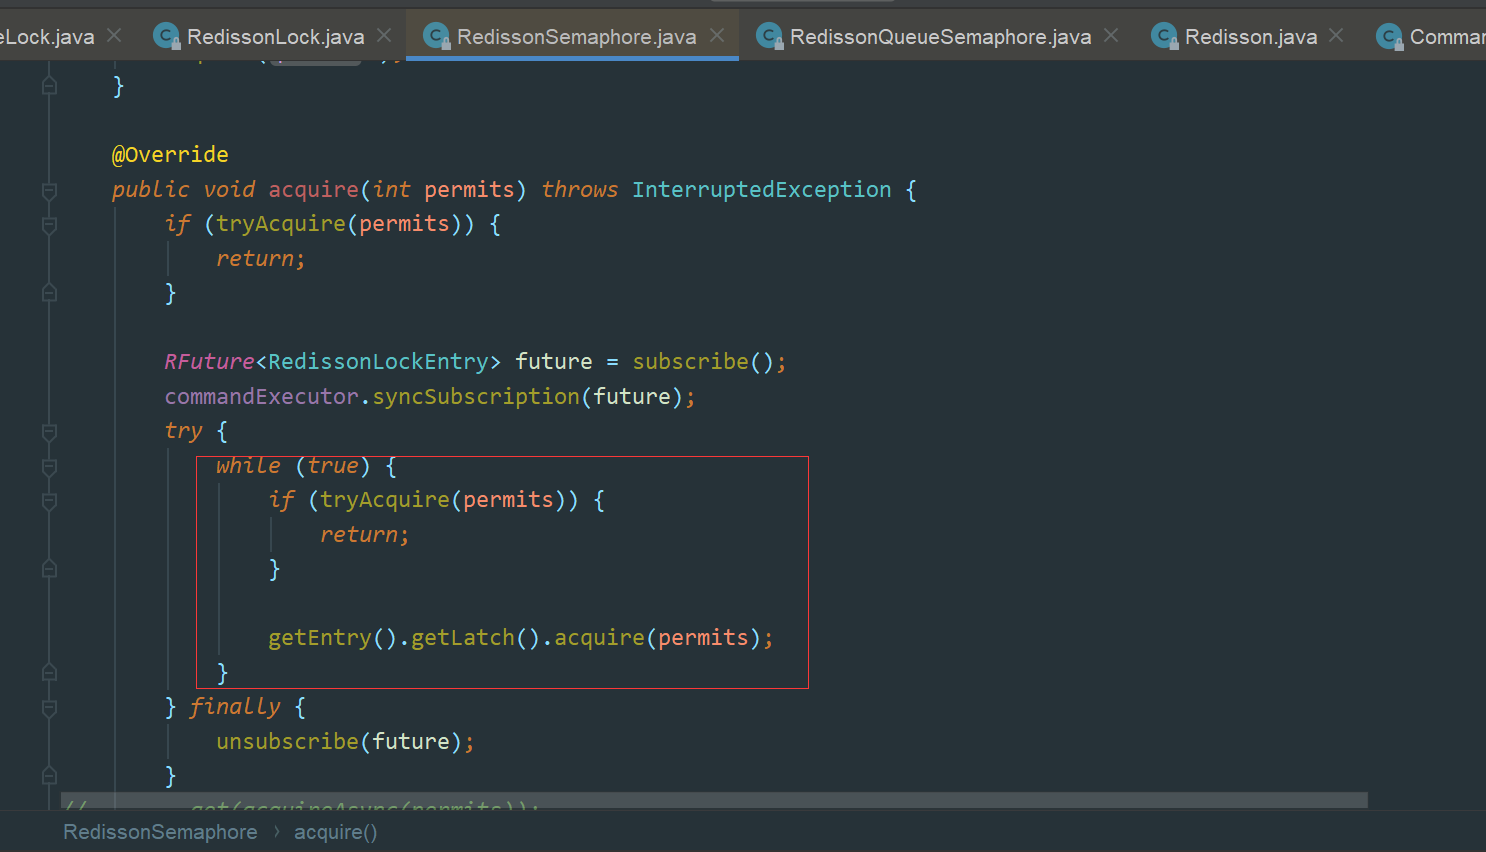 eLock.java RedissonLock.java RedissonSemaphore.java RedissonQueueSemaphore.java Redisson.java Comman
}
@Override
public void acquire(int permits) throws InterruptedException {
if (tryAcquire(permits)) {
return;
}
RFuture<RedissonLockEntry> future = subscribe();
commandExecutor.syncSubscription(future);
try {
while (true) {
if (tryAcquire(permits)) {
return;
}
getEntry().getLatch().acquire(permits);
}
} finally {
unsubscribe(future);
}
// get(acquireAsync(permits));
RedissonSemaphore › acquire()